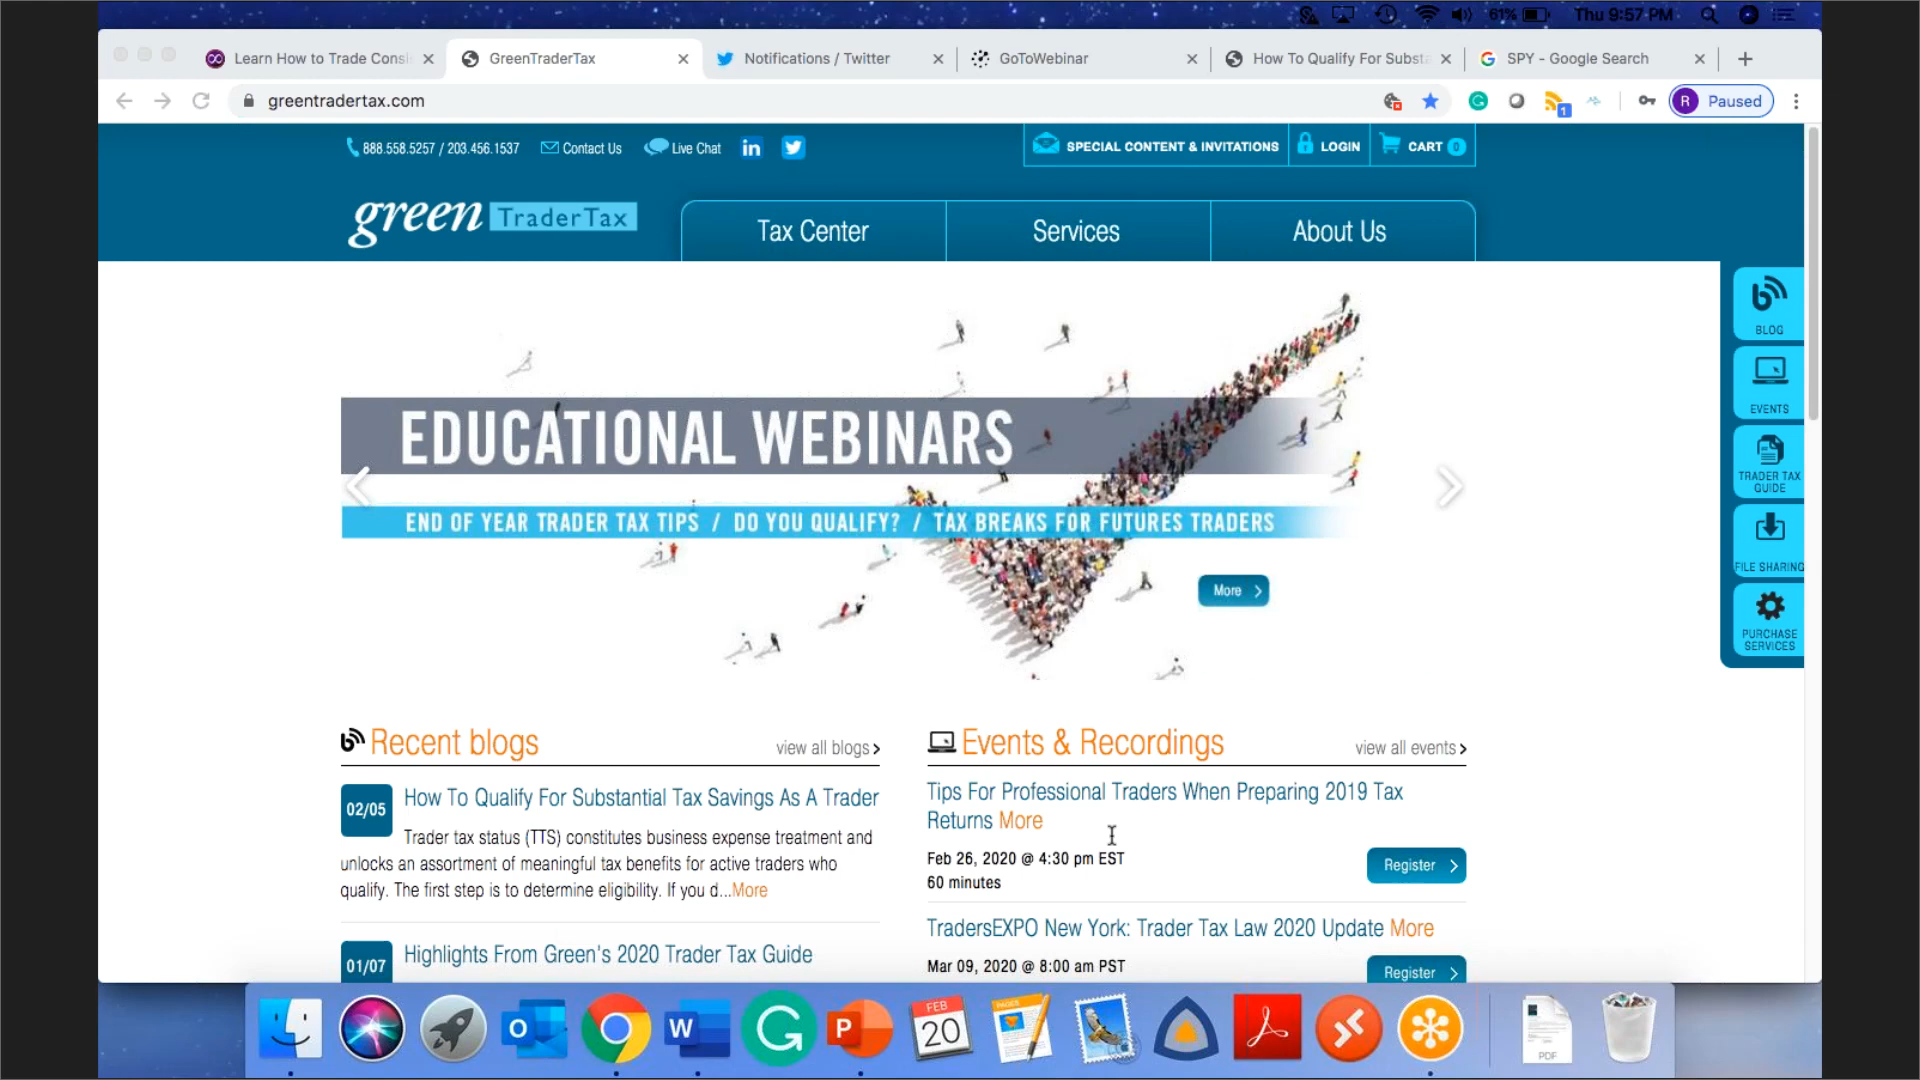 61% Thu 9:57 PM
Learn How to Trade Consi
GreenTraderTax
Notifications / Twitter
GoToWebinar
How To Qualify For Substa
SPY - Google Search
greentradertax.com
1
R Paused
888.558.5257 / 203.456.1537
Contact Us
Live Chat
in
SPECIAL CONTENT & INVITATIONS
LOGIN
CART 0
green TraderTax
Tax Center
Services
About Us
BLOG
EVENTS
TRADER TAX
GUIDE
FILE SHARING
PURCHASE
SERVICES
EDUCATIONAL WEBINARS
END OF YEAR TRADER TAX TIPS / DO YOU QUALIFY? / TAX BREAKS FOR FUTURES TRADERS
More
Recent blogs
view all blogs
02/05
How To Qualify For Substantial Tax Savings As A Trader
Trader tax status (TTS) constitutes business expense treatment and
unlocks an assortment of meaningful tax benefits for active traders who
qualify. The first step is to determine eligibility. If you d...More
01/07
Highlights From Green's 2020 Trader Tax Guide
Events & Recordings
view all events
Tips For Professional Traders When Preparing 2019 Tax
Returns More
Feb 26, 2020 @ 4:30 pm EST
60 minutes
Register
TradersEXPO New York: Trader Tax Law 2020 Update More
Mar 09, 2020 @ 8:00 am PST
Register
O
W
G
P
FEB
20
PAGES
PDF